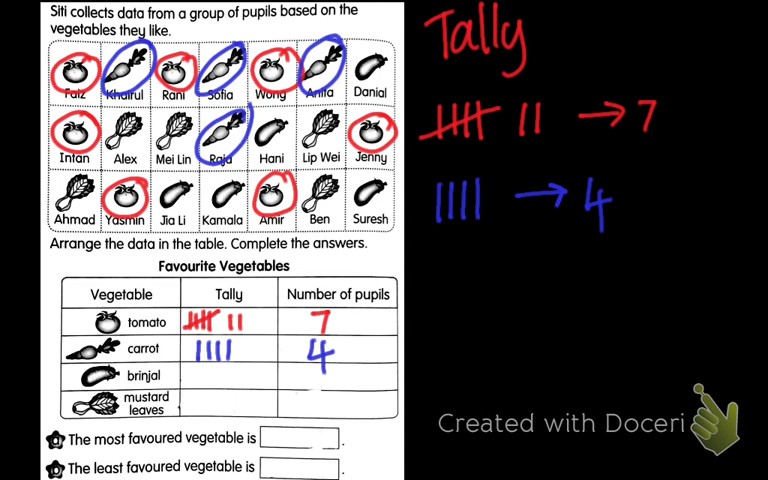 Siti collects data from a group of pupils based on the
vegetables they like.
Tally
Faiz Khairul Rani Sofia Wong Anita Danial
→ 7
Intan Alex Mei Lin Raju Hani Lip Wei Jenny
→ 4
Ahmad Yasmin Jia Li Kamala Amir Ben Suresh
Arrange the data in the table. Complete the answers.
Favourite Vegetables
Vegetable Tally Number of pupils
tomato 7
carrot 4
brinjal
mustard
leaves
a The most favoured vegetable is .
b The least favoured vegetable is .
Created with Doceri